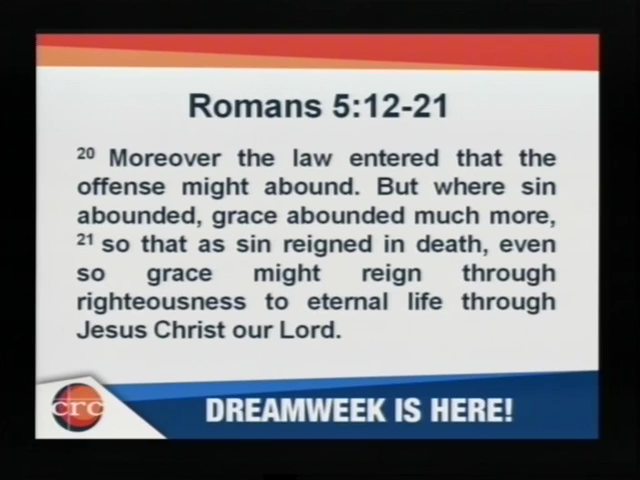 Romans 5:12-21
20 Moreover the law entered that the
offense might abound. But where sin
abounded, grace abounded much more,
21 so that as sin reigned in death, even
so grace might reign through
righteousness to eternal life through
Jesus Christ our Lord.
crc
DREAMWEEK IS HERE!